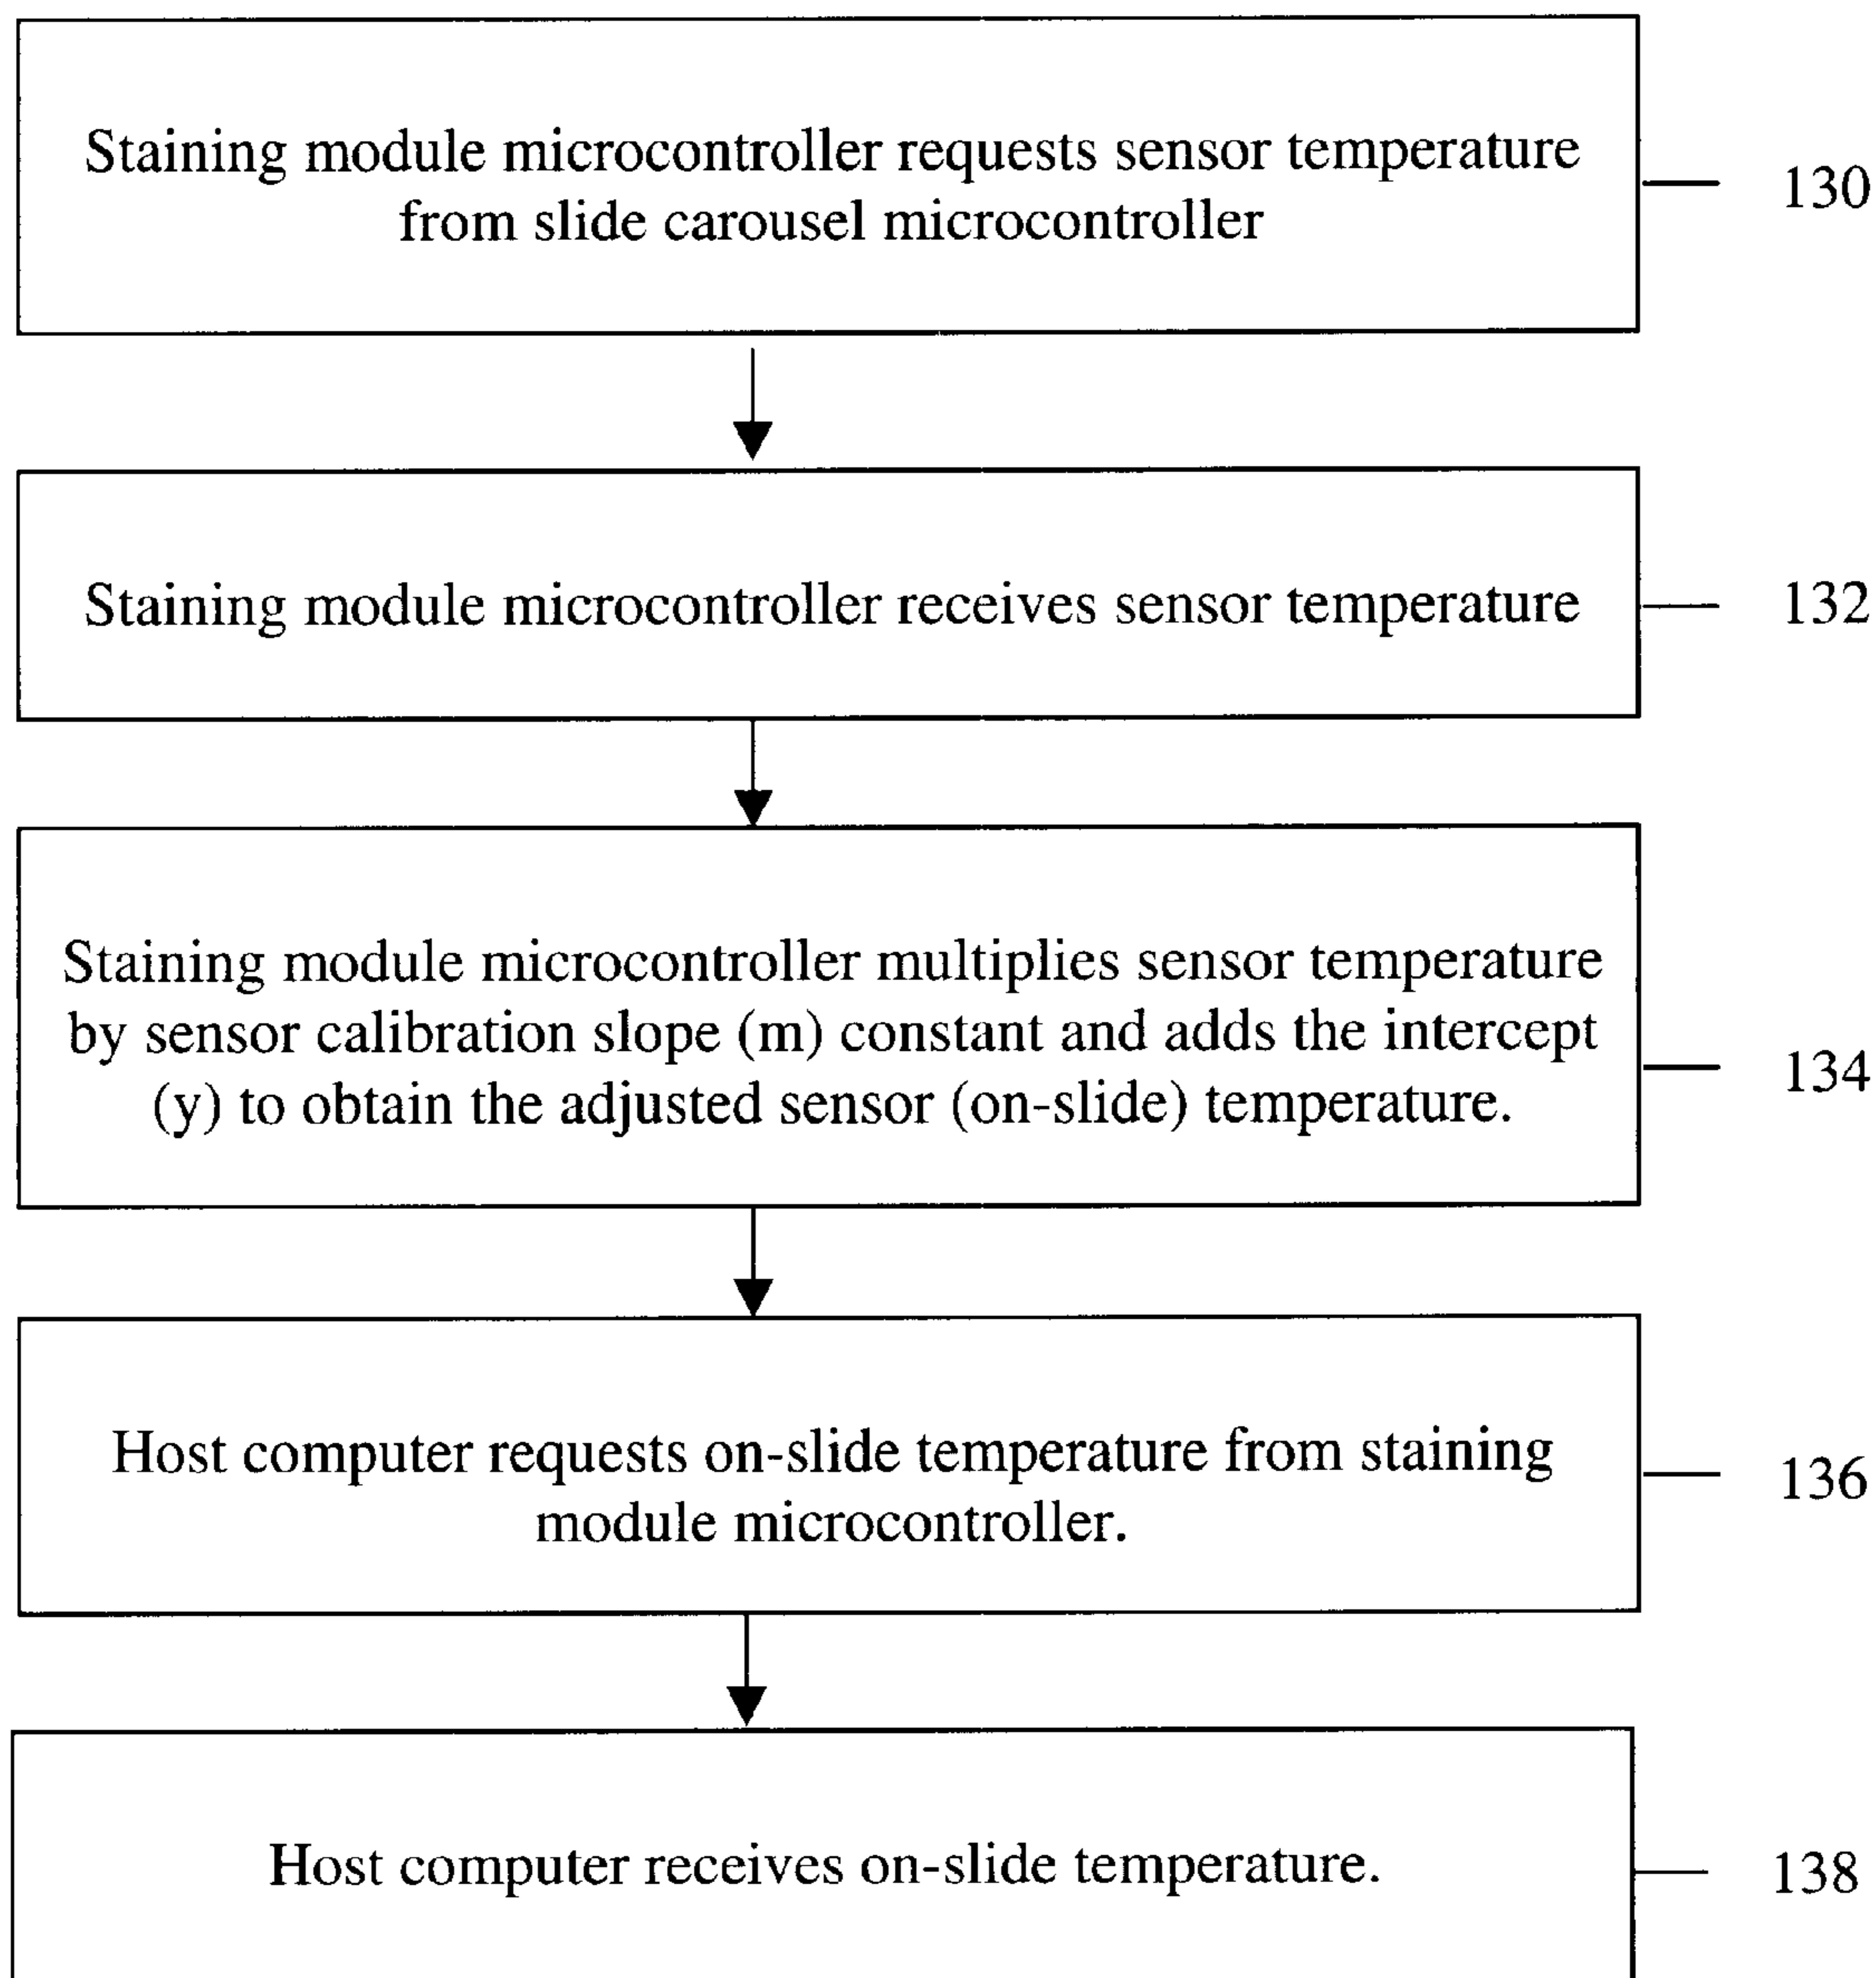 Staining module microcontroller requests sensor temperature
from slide carousel microcontroller
130
Staining module microcontroller receives sensor temperature
132
Staining module microcontroller multiplies sensor temperature
by sensor calibration slope (m) constant and adds the intercept
(y) to obtain the adjusted sensor (on-slide) temperature.
134
Host computer requests on-slide temperature from staining
module microcontroller.
136
Host computer receives on-slide temperature.
138